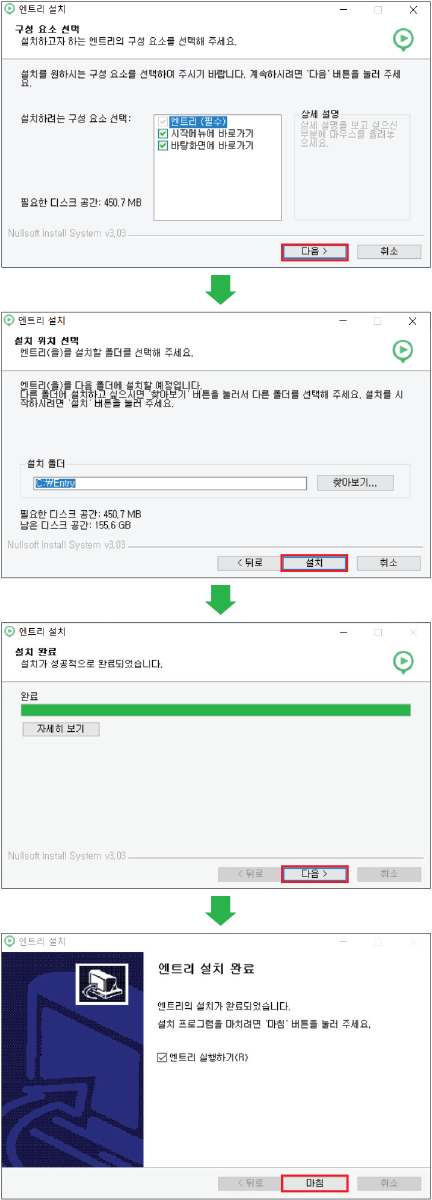 엔트리 설치
구성 요소 선택
설치하고자 하는 엔트리의 구성 요소를 선택해 주세요.
설치를 원하시는 구성 요소를 선택하여 주시기 바랍니다. 계속하시려면 '다음' 버튼을 눌러 주세
요.
설치하려는 구성 요소 선택:
엔트리 (필수)
시작메뉴에 바로가기
바탕화면에 바로가기
상세 설명
상세 설명을 보고 싶으신
부분에 마우스를 올려놓
으세요.
필요한 디스크 공간: 450.7 MB
Nullsoft Install System v3.03
다음 >
취소
엔트리 설치
설치 위치 선택
엔트리(을)를 설치할 폴더를 선택해 주세요.
엔트리(을)를 다음 폴더에 설치할 예정입니다.
다른 폴더에 설치하고 싶으시면 '찾아보기' 버튼을 눌러서 다른 폴더를 선택해 주세요. 설치를 시
작하시려면 '설치' 버튼을 눌러 주세요.
설치 폴더
C:₩Entry
찾아보기...
필요한 디스크 공간: 450.7 MB
남은 디스크 공간: 155.6 GB
Nullsoft Install System v3.03
< 뒤로
설치
취소
엔트리 설치
설치 완료
설치가 성공적으로 완료되었습니다.
완료
자세히 보기
Nullsoft Install System v3.03
< 뒤로
다음 >
취소
엔트리 설치
엔트리 설치 완료
엔트리의 설치가 완료되었습니다.
설치 프로그램을 마치려면 '마침' 버튼을 눌러 주세요.
엔트리 실행하기(R)
< 뒤로
마침
취소